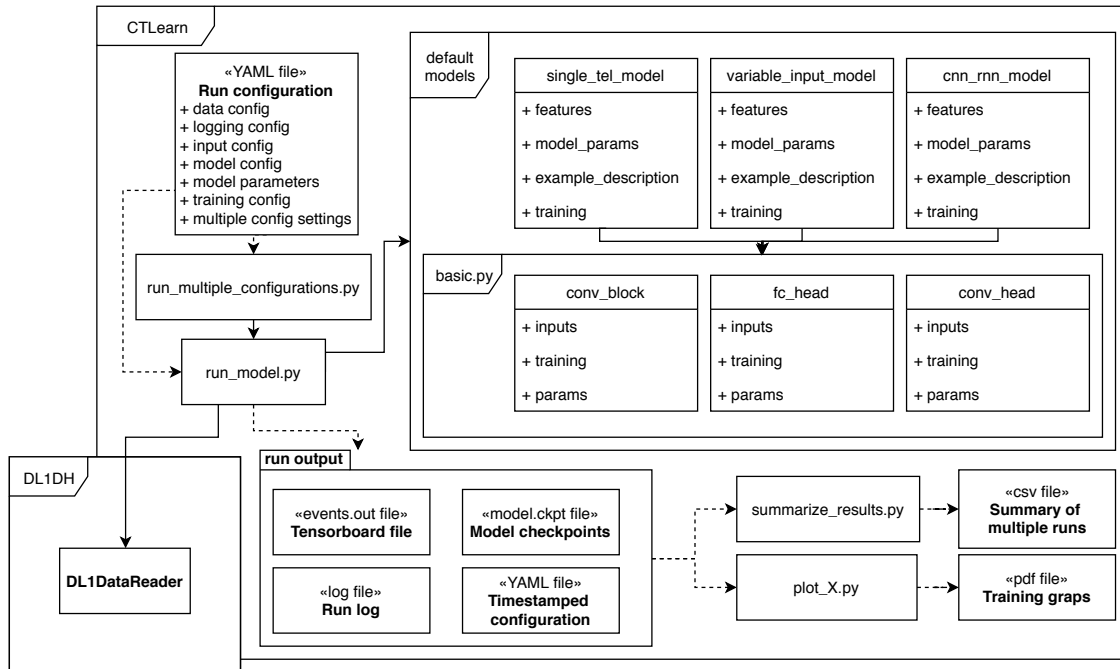 CTLearn
«YAML file»
Run configuration
+ data config
+ logging config
+ input config
+ model config
+ model parameters
+ training config
+ multiple config settings
run_multiple_configurations.py
run_model.py
default
models
single_tel_model
+ features
+ model_params
+ example_description
+ training
variable_input_model
+ features
+ model_params
+ example_description
+ training
cnn_rnn_model
+ features
+ model_params
+ example_description
+ training
basic.py
conv_block
+ inputs
+ training
+ params
fc_head
+ inputs
+ training
+ params
conv_head
+ inputs
+ training
+ params
DL1DH
DL1DataReader
run output
«events.out file»
Tensorboard file
«model.ckpt file»
Model checkpoints
«log file»
Run log
«YAML file»
Timestamped
configuration
summarize_results.py
«csv file»
Summary of
multiple runs
plot_X.py
«pdf file»
Training graps